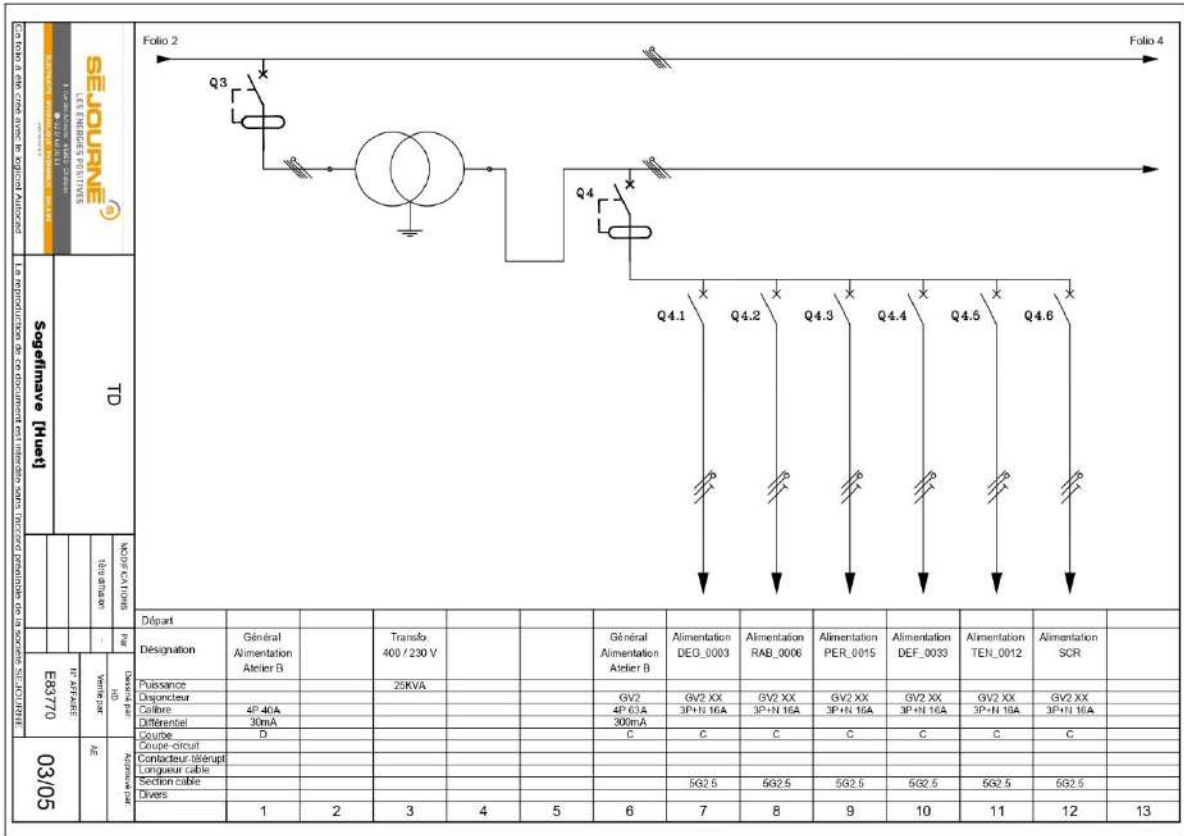 Folio 2
Folio 4
Q3
Q4
Q4.1
Q4.2
Q4.3
Q4.4
Q4.5
Q4.6
SÉJOURNÉ
LES ENERGIES POSITIVES
Ce folio a été créé avec le logiciel Autocad
La reproduction de ce document est interdite sans l'accord préalable de la société SEJOURNE
TD
Sogefimave [Huet]
MODIFICATIONS
1ère diffusion
Par
-
Dessiné par:
HD
Vérifié par:
Approuvé par:
AE
N° AFFAIRE
E83770
03/05
Départ
Désignation
Général Alimentation Atelier B
Transfo. 400 / 230 V
Général Alimentation Atelier B
Alimentation DEG_0003
Alimentation RAB_0006
Alimentation PER_0015
Alimentation DEF_0033
Alimentation TEN_0012
Alimentation SCR
Puissance 25KVA
Disjoncteur GV2 GV2 XX GV2 XX GV2 XX GV2 XX GV2 XX GV2 XX
Calibre 4P 40A 4P 63A 3P+N 16A 3P+N 16A 3P+N 16A 3P+N 16A 3P+N 16A 3P+N 16A
Différentiel 30mA 300mA
Courbe D C C C C C C C
Coupe-circuit
Contacteur-télérupt
Longueur cable
Section cable 5G2.5 5G2.5 5G2.5 5G2.5 5G2.5 5G2.5
Divers
1 2 3 4 5 6 7 8 9 10 11 12 13